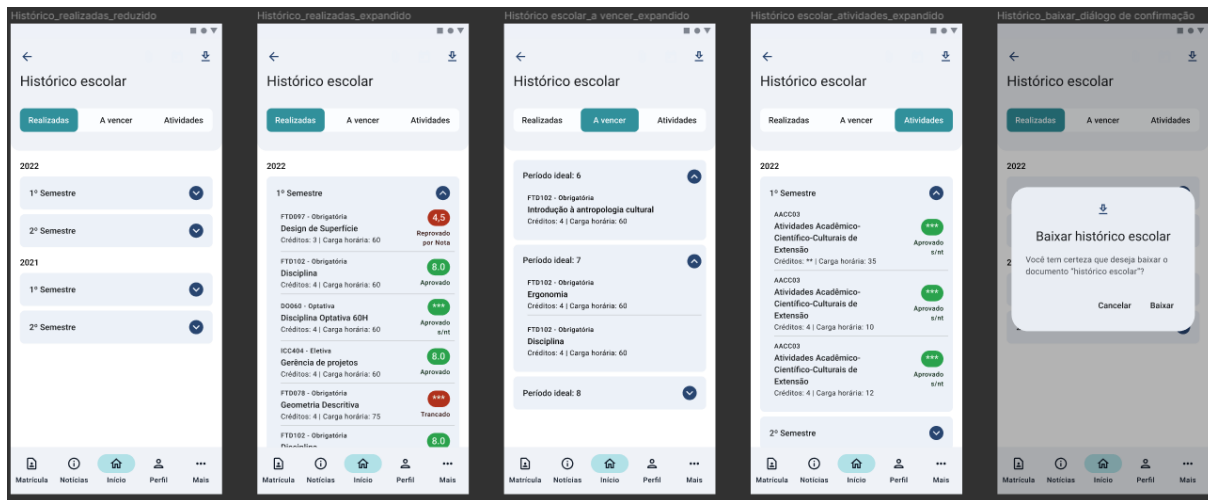 Histórico_realizadas_reduzido
Histórico escolar
Realizadas A vencer Atividades
2022
1º Semestre
2º Semestre
2021
1º Semestre
2º Semestre
Matrícula Notícias Início Perfil Mais
Histórico_realizadas_expandido
Histórico escolar
Realizadas A vencer Atividades
2022
1º Semestre
FTD097 - Obrigatória
Design de Superfície
Créditos: 3 | Carga horária: 60
4,5
Reprovado
por Nota
FTD102 - Obrigatória
Disciplina
Créditos: 4 | Carga horária: 60
8.0
Aprovado
DO060 - Optativa
Disciplina Optativa 60H
Créditos: 4 | Carga horária: 60
***
Aprovado
s/nt
ICC404 - Eletiva
Gerência de projetos
Créditos: 4 | Carga horária: 60
8.0
Aprovado
FTD078 - Obrigatória
Geometria Descritiva
Créditos: 4 | Carga horária: 75
***
Trancado
FTD102 - Obrigatória
Disciplina
8.0
Matrícula Notícias Início Perfil Mais
Histórico escolar_a vencer_expandido
Histórico escolar
Realizadas A vencer Atividades
Período ideal: 6
FTD102 - Obrigatória
Introdução à antropologia cultural
Créditos: 4 | Carga horária: 60
Período ideal: 7
FTD102 - Obrigatória
Ergonomia
Créditos: 4 | Carga horária: 60
FTD102 - Obrigatória
Disciplina
Créditos: 4 | Carga horária: 60
Período ideal: 8
Matrícula Notícias Início Perfil Mais
Histórico escolar_atividades_expandido
Histórico escolar
Realizadas A vencer Atividades
2022
1º Semestre
AACC03
Atividades Acadêmico-
Científico-Culturais de
Extensão
Créditos: ** | Carga horária: 35
***
Aprovado
s/nt
AACC03
Atividades Acadêmico-
Científico-Culturais de
Extensão
Créditos: 4 | Carga horária: 10
***
Aprovado
s/nt
AACC03
Atividades Acadêmico-
Científico-Culturais de
Extensão
Créditos: 4 | Carga horária: 12
***
Aprovado
s/nt
2º Semestre
Matrícula Notícias Início Perfil Mais
Histórico_baixar_diálogo de confirmação
Histórico escolar
Realizadas A vencer Atividades
2022
Baixar histórico escolar
Você tem certeza que deseja baixar o
documento "histórico escolar"?
Cancelar Baixar
Matrícula Notícias Início Perfil Mais